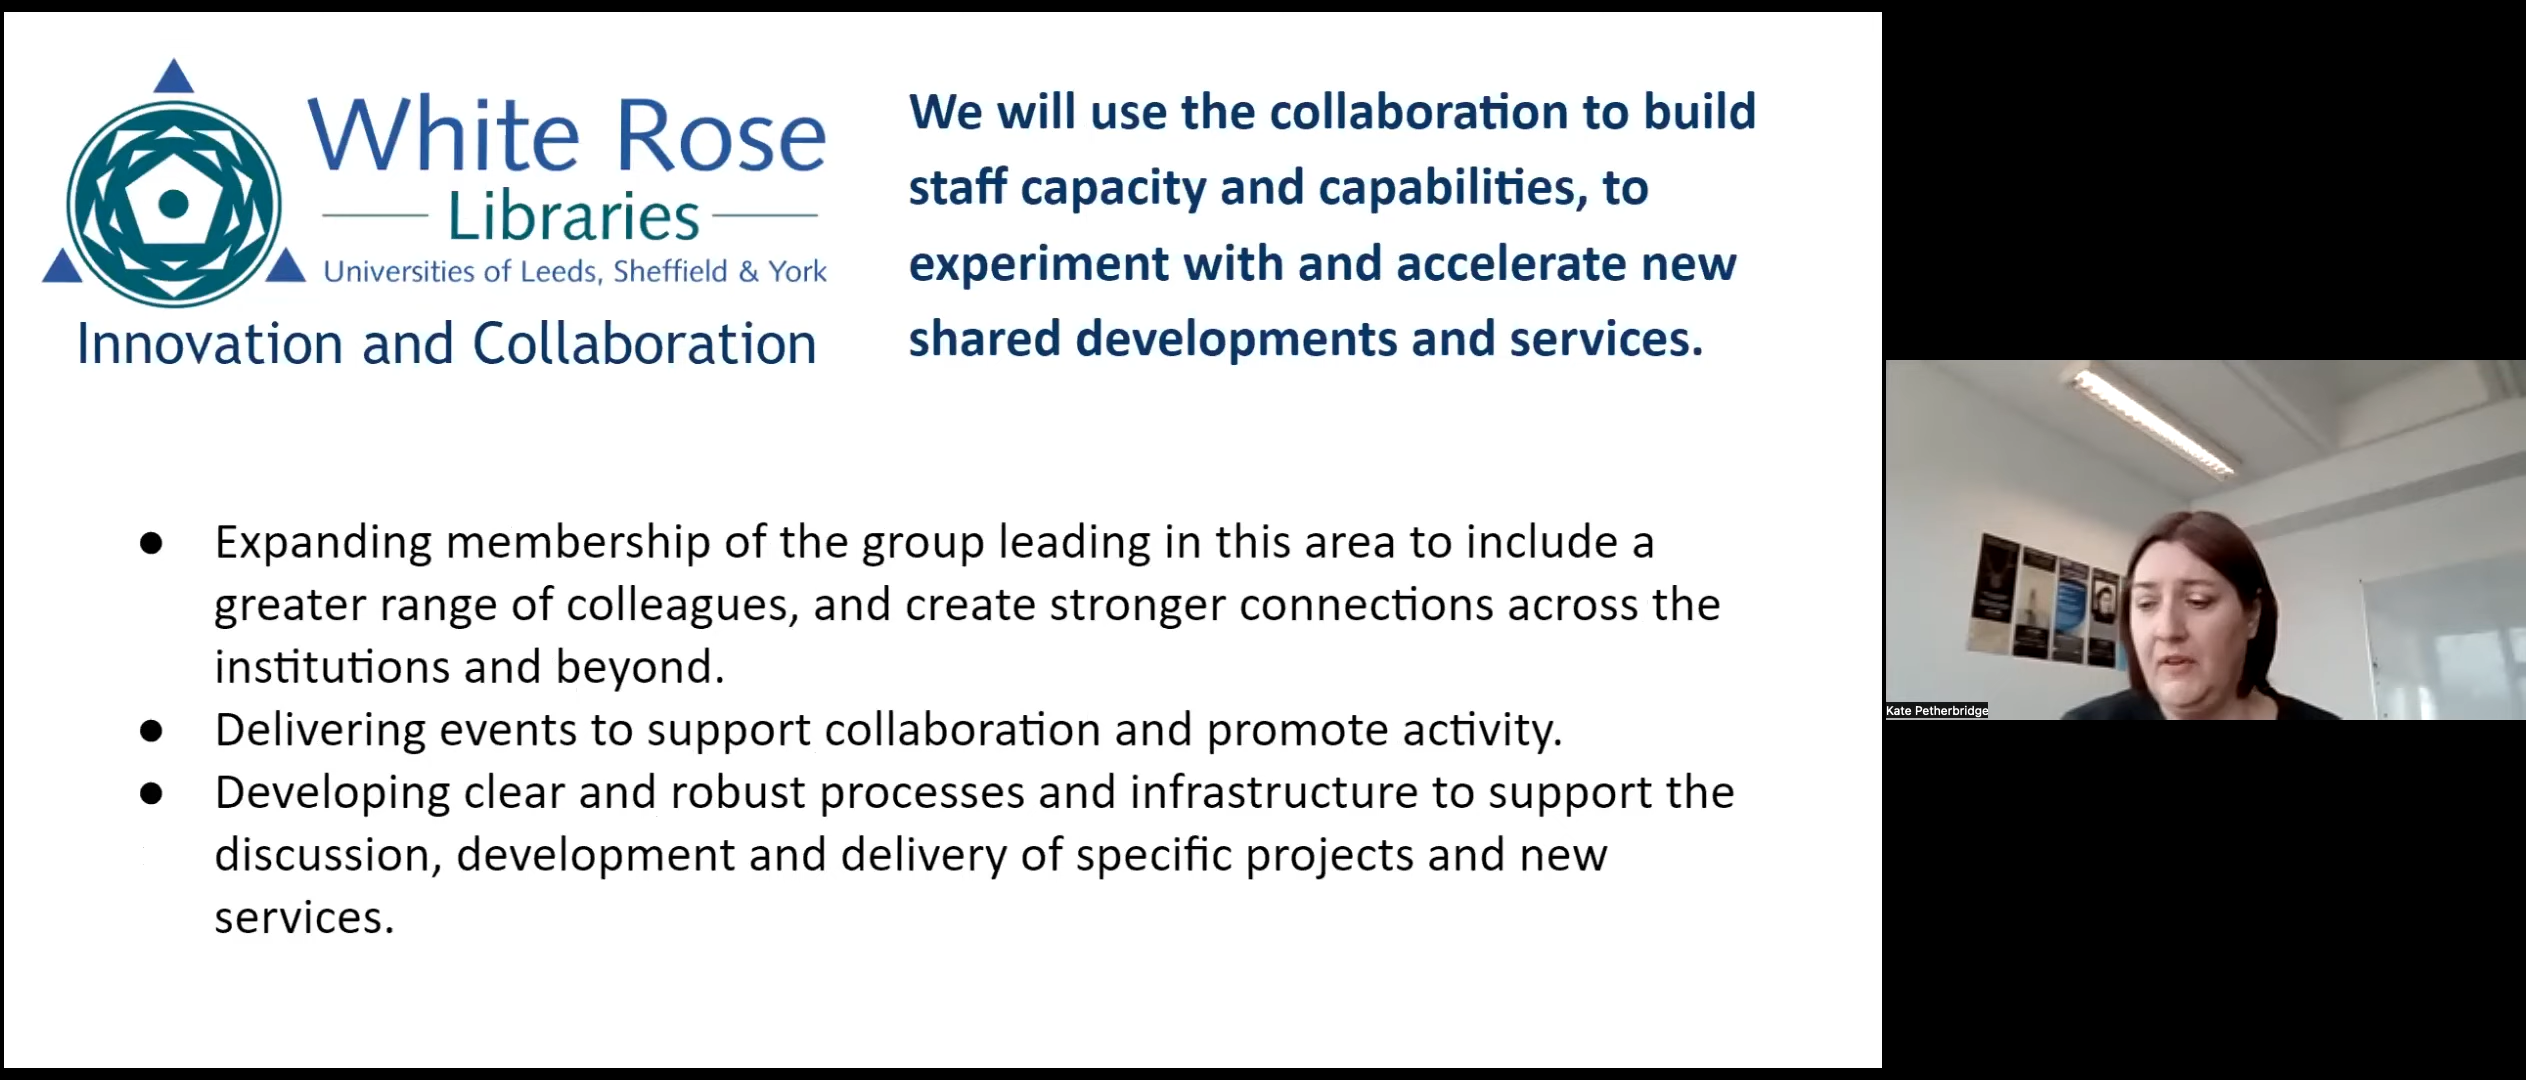 White Rose
Libraries
Universities of Leeds, Sheffield & York
Innovation and Collaboration
We will use the collaboration to build
staff capacity and capabilities, to
experiment with and accelerate new
shared developments and services.
● Expanding membership of the group leading in this area to include a
greater range of colleagues, and create stronger connections across the
institutions and beyond.
● Delivering events to support collaboration and promote activity.
● Developing clear and robust processes and infrastructure to support the
discussion, development and delivery of specific projects and new
services.
Kate Petherbridge